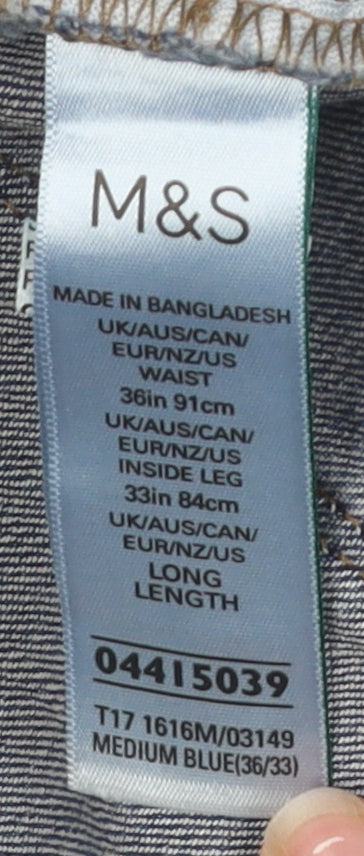 M&S
MADE IN BANGLADESH
UK/AUS/CAN/
EUR/NZ/US
WAIST
36in 91cm
UK/AUS/CAN/
EUR/NZ/US
INSIDE LEG
33in 84cm
UK/AUS/CAN/
EUR/NZ/US
LONG
LENGTH
04415039
T17 1616M/03149
MEDIUM BLUE(36/33)